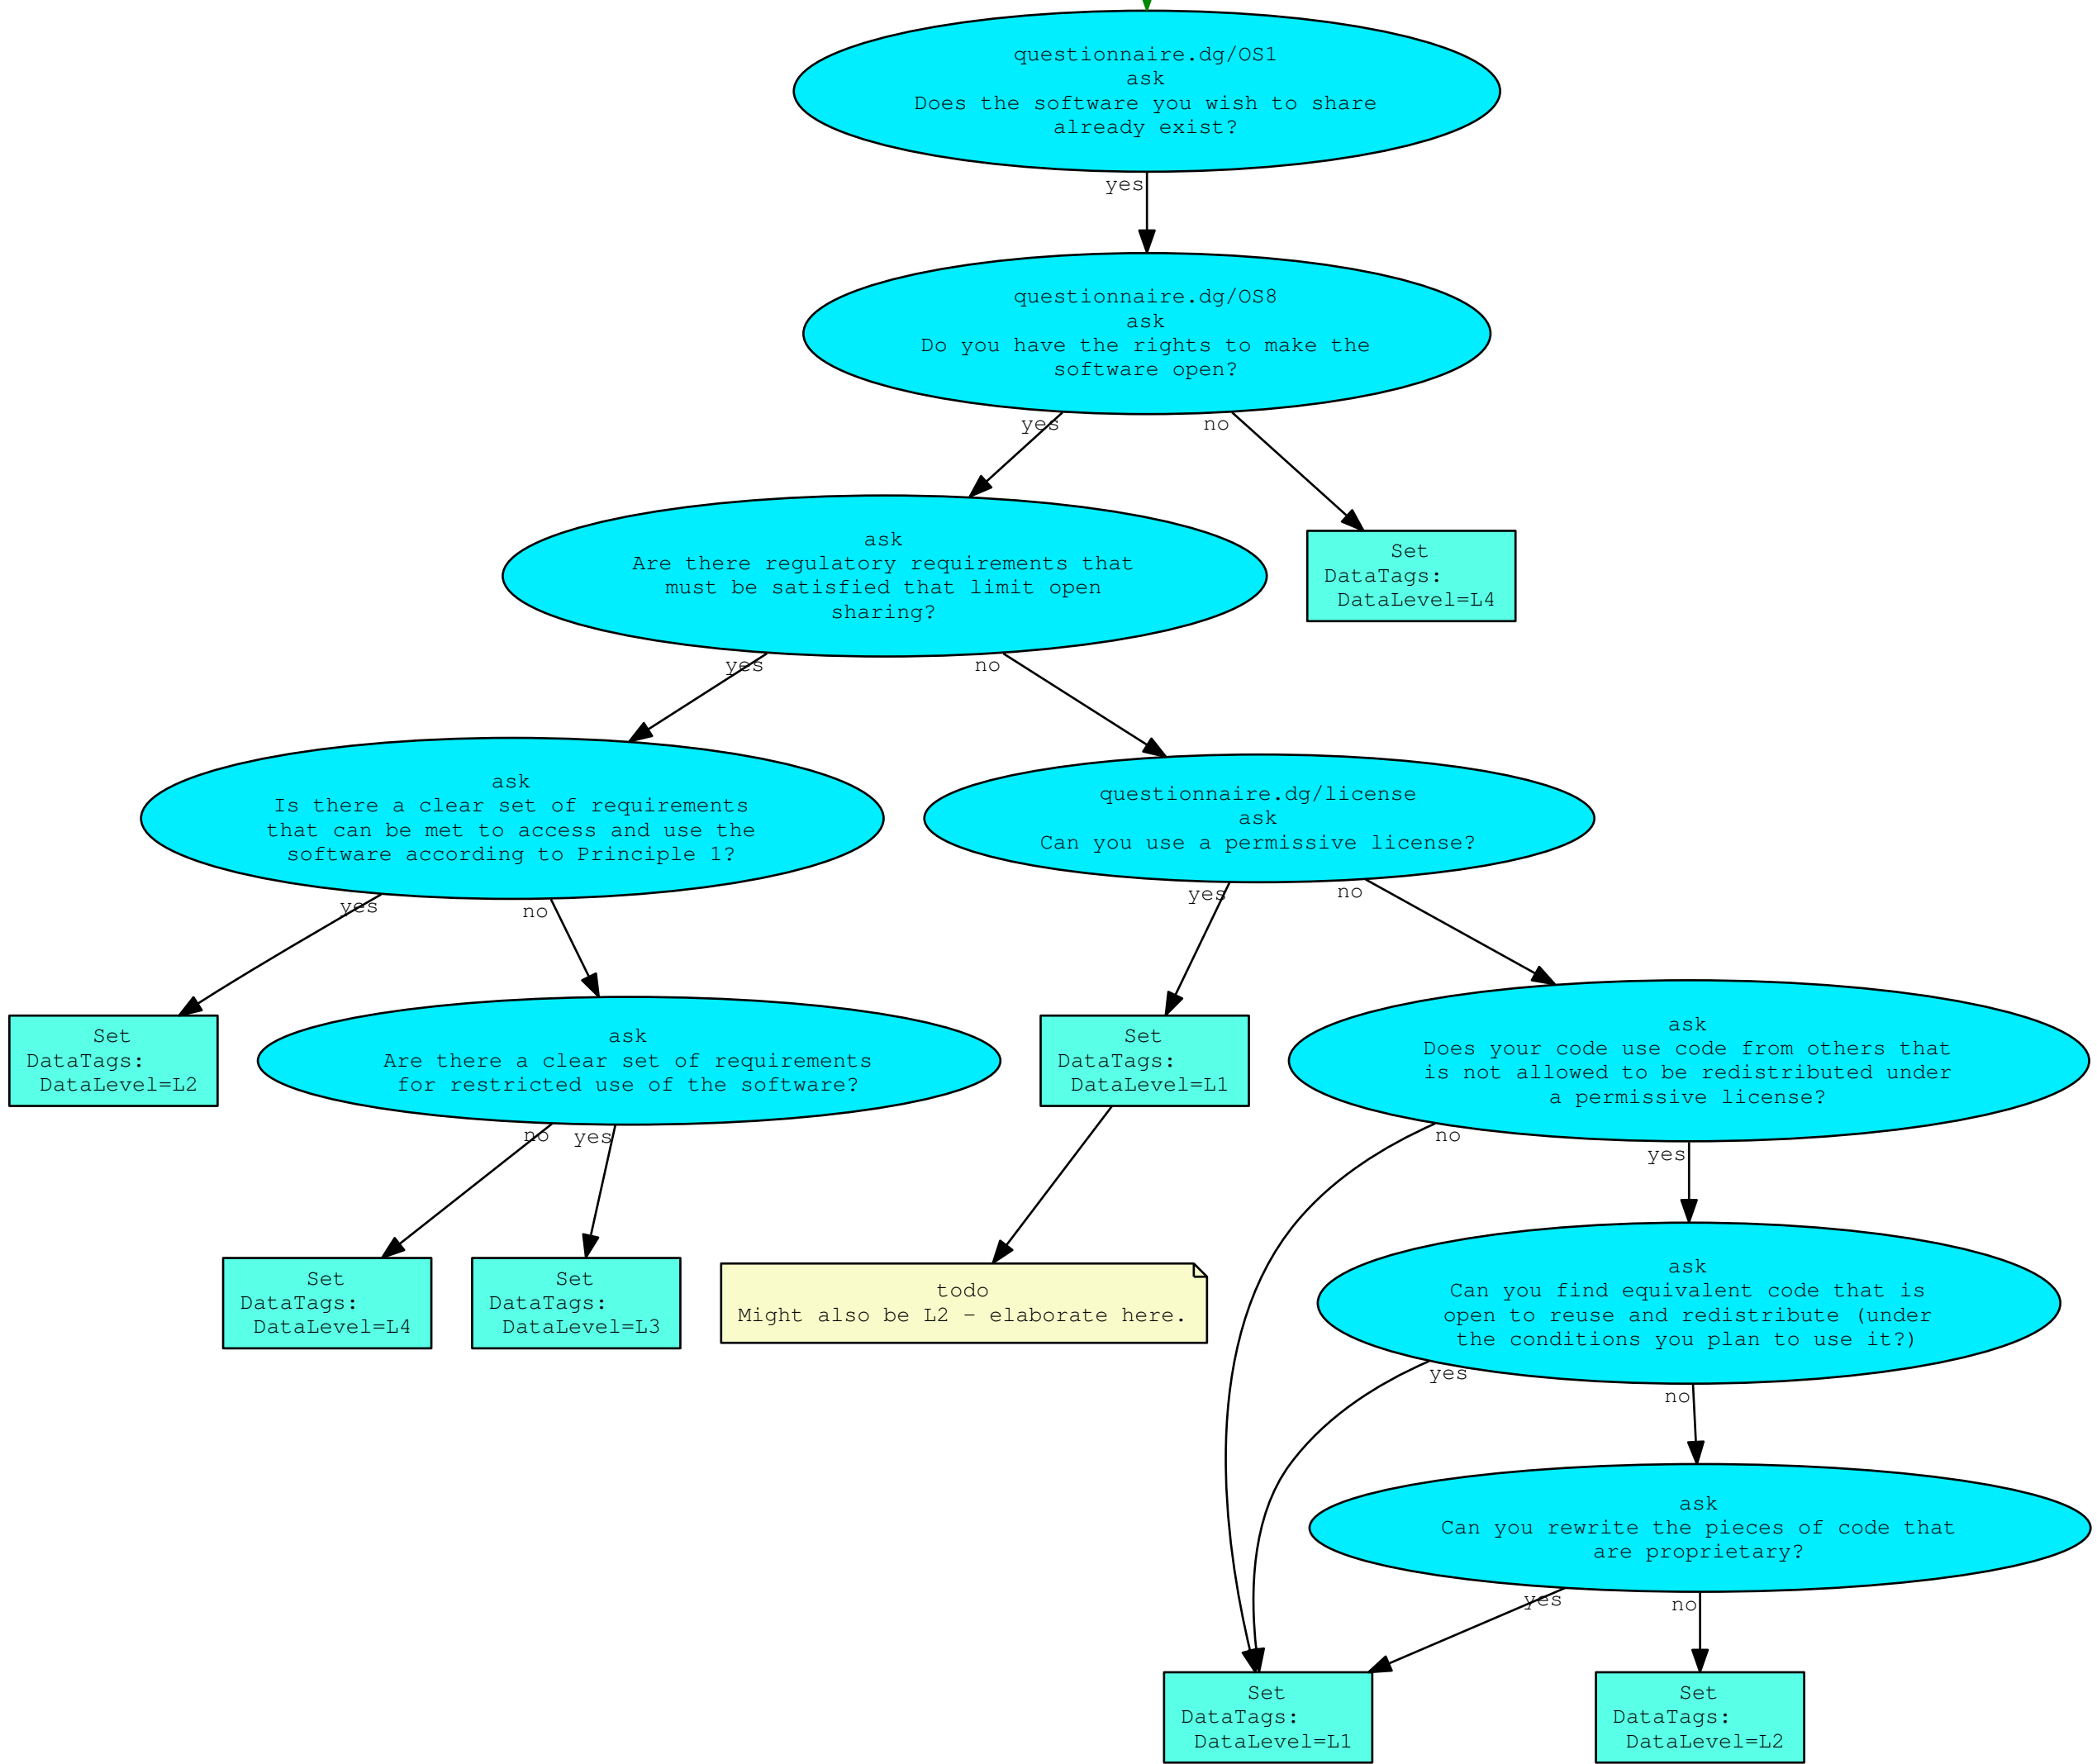 questionnaire.dg/OS1
ask
Does the software you wish to share
already exist?
yes
questionnaire.dg/OS8
ask
Do you have the rights to make the
software open?
yes
no
ask
Are there regulatory requirements that
must be satisfied that limit open
sharing?
Set
DataTags:
DataLevel=L4
yes
no
ask
Is there a clear set of requirements
that can be met to access and use the
software according to Principle 1?
questionnaire.dg/license
ask
Can you use a permissive license?
yes
no
yes
no
Set
DataTags:
DataLevel=L2
ask
Are there a clear set of requirements
for restricted use of the software?
Set
DataTags:
DataLevel=L1
ask
Does your code use code from others that
is not allowed to be redistributed under
a permissive license?
no
yes
no
yes
Set
DataTags:
DataLevel=L4
Set
DataTags:
DataLevel=L3
todo
Might also be L2 - elaborate here.
ask
Can you find equivalent code that is
open to reuse and redistribute (under
the conditions you plan to use it?)
yes
no
ask
Can you rewrite the pieces of code that
are proprietary?
yes
no
Set
DataTags:
DataLevel=L1
Set
DataTags:
DataLevel=L2